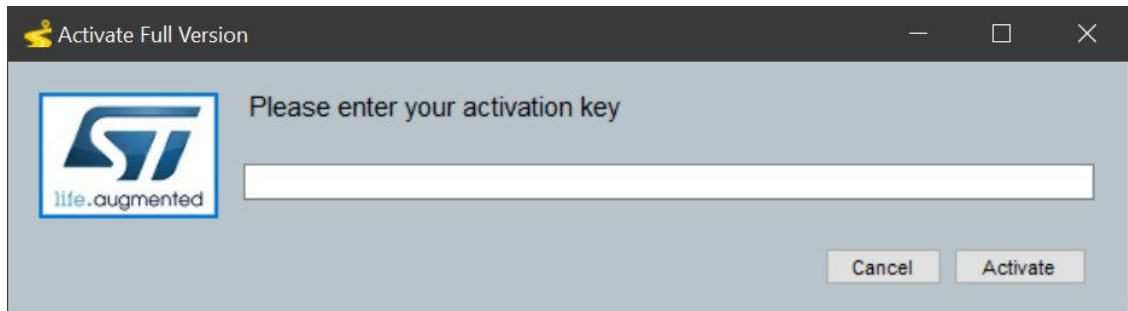 Activate Full Version
Please enter your activation key
ST
life.augmented
Cancel Activate